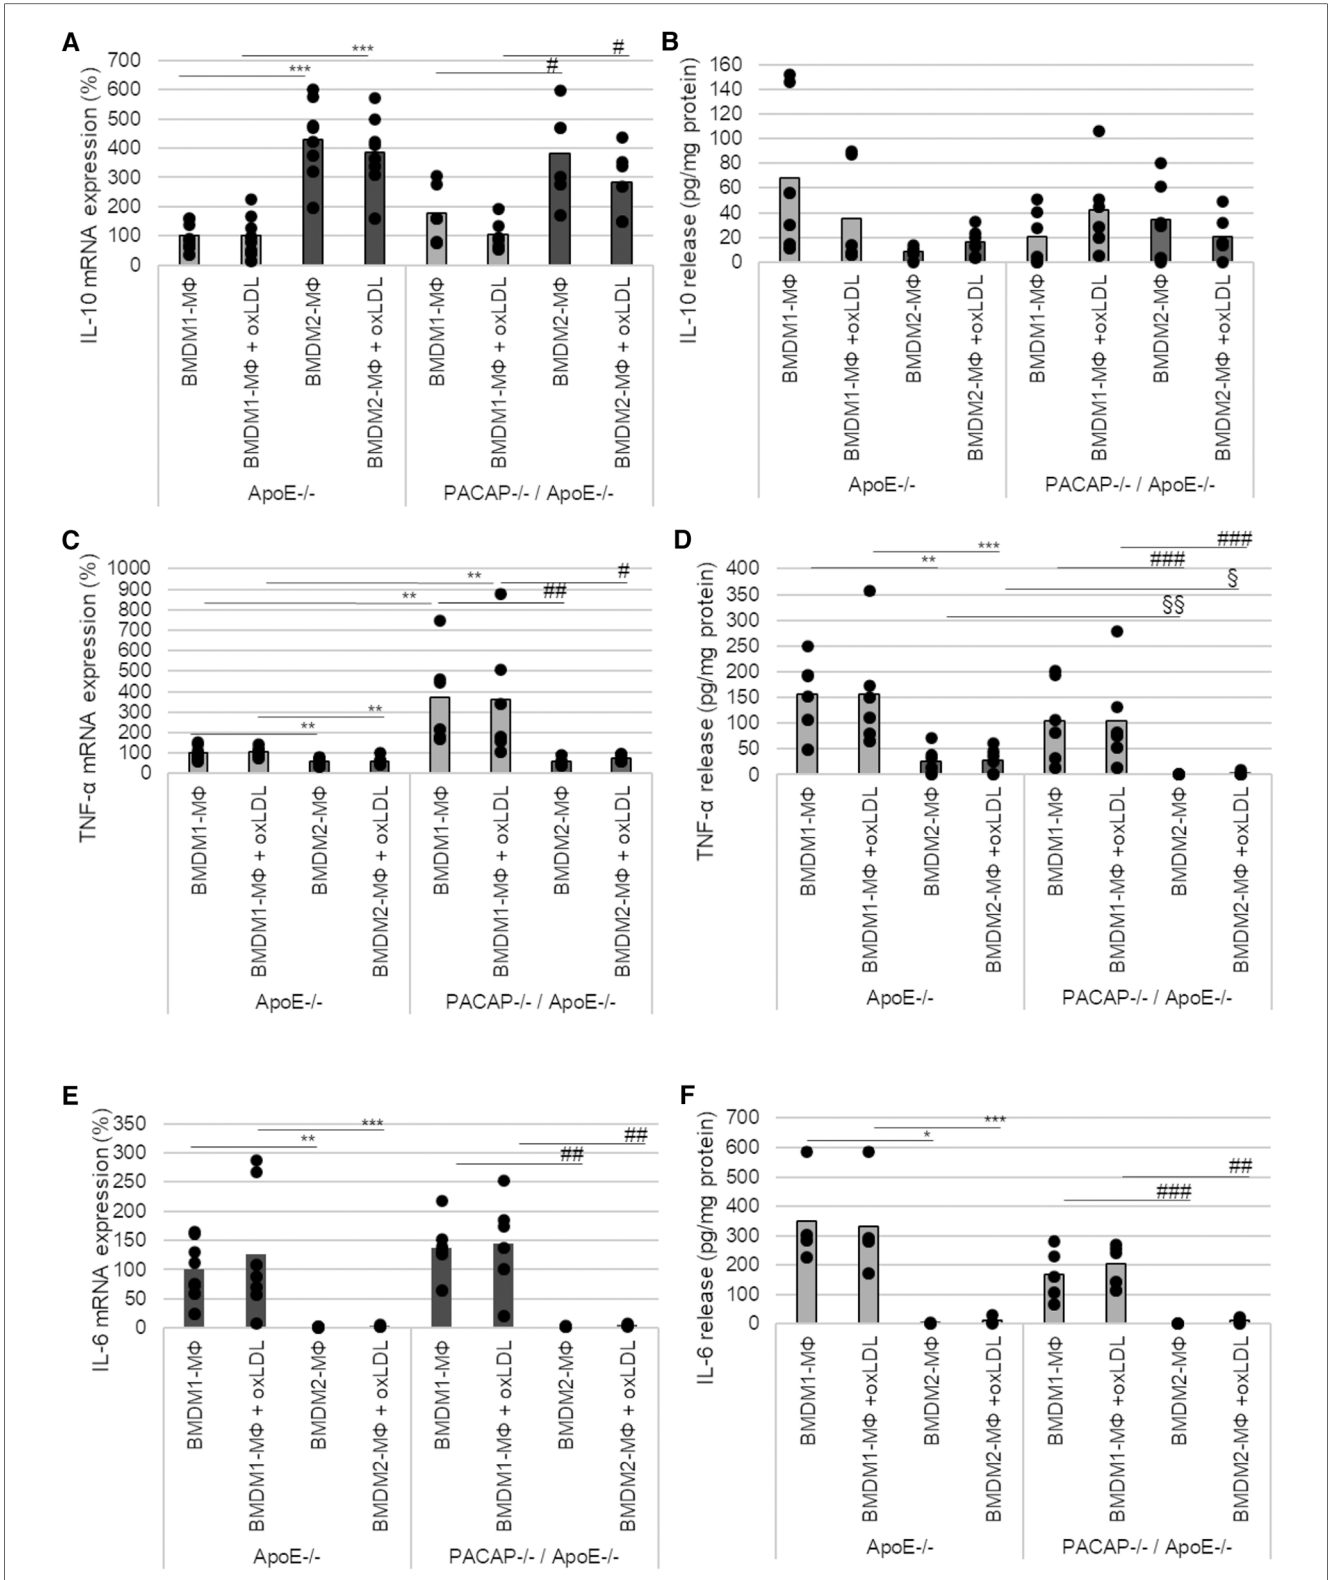 A
IL-10 mRNA expression (%)
700
600
500
400
300
200
100
0
***
***
#
#
BMDM1-MΦ
BMDM1-MΦ + oxLDL
BMDM2-MΦ
BMDM2-MΦ + oxLDL
BMDM1-MΦ
BMDM1-MΦ + oxLDL
BMDM2-MΦ
BMDM2-MΦ + oxLDL
ApoE-/-
PACAP-/- / ApoE-/-
B
IL-10 release (pg/mg protein)
160
140
120
100
80
60
40
20
0
BMDM1-MΦ
BMDM1-MΦ +oxLDL
BMDM2-MΦ
BMDM2-MΦ +oxLDL
BMDM1-MΦ
BMDM1-MΦ +oxLDL
BMDM2-MΦ
BMDM2-MΦ +oxLDL
ApoE-/-
PACAP-/- / ApoE-/-
C
TNF-α mRNA expression (%)
1000
900
800
700
600
500
400
300
200
100
0
**
#
**
##
**
**
BMDM1-MΦ
BMDM1-MΦ + oxLDL
BMDM2-MΦ
BMDM2-MΦ + oxLDL
BMDM1-MΦ
BMDM1-MΦ + oxLDL
BMDM2-MΦ
BMDM2-MΦ + oxLDL
ApoE-/-
PACAP-/- / ApoE-/-
D
TNF-α release (pg/mg protein)
400
350
300
250
200
150
100
50
0
***
**
###
###
§
§§
BMDM1-MΦ
BMDM1-MΦ +oxLDL
BMDM2-MΦ
BMDM2-MΦ +oxLDL
BMDM1-MΦ
BMDM1-MΦ +oxLDL
BMDM2-MΦ
BMDM2-MΦ +oxLDL
ApoE-/-
PACAP-/- / ApoE-/-
E
IL-6 mRNA expression (%)
350
300
250
200
150
100
50
0
***
**
##
##
BMDM1-MΦ
BMDM1-MΦ + oxLDL
BMDM2-MΦ
BMDM2-MΦ + oxLDL
BMDM1-MΦ
BMDM1-MΦ + oxLDL
BMDM2-MΦ
BMDM2-MΦ + oxLDL
ApoE-/-
PACAP-/- / ApoE-/-
F
IL-6 release (pg/mg protein)
700
600
500
400
300
200
100
0
***
*
##
###
BMDM1-MΦ
BMDM1-MΦ +oxLDL
BMDM2-MΦ
BMDM2-MΦ +oxLDL
BMDM1-MΦ
BMDM1-MΦ +oxLDL
BMDM2-MΦ
BMDM2-MΦ +oxLDL
ApoE-/-
PACAP-/- / ApoE-/-